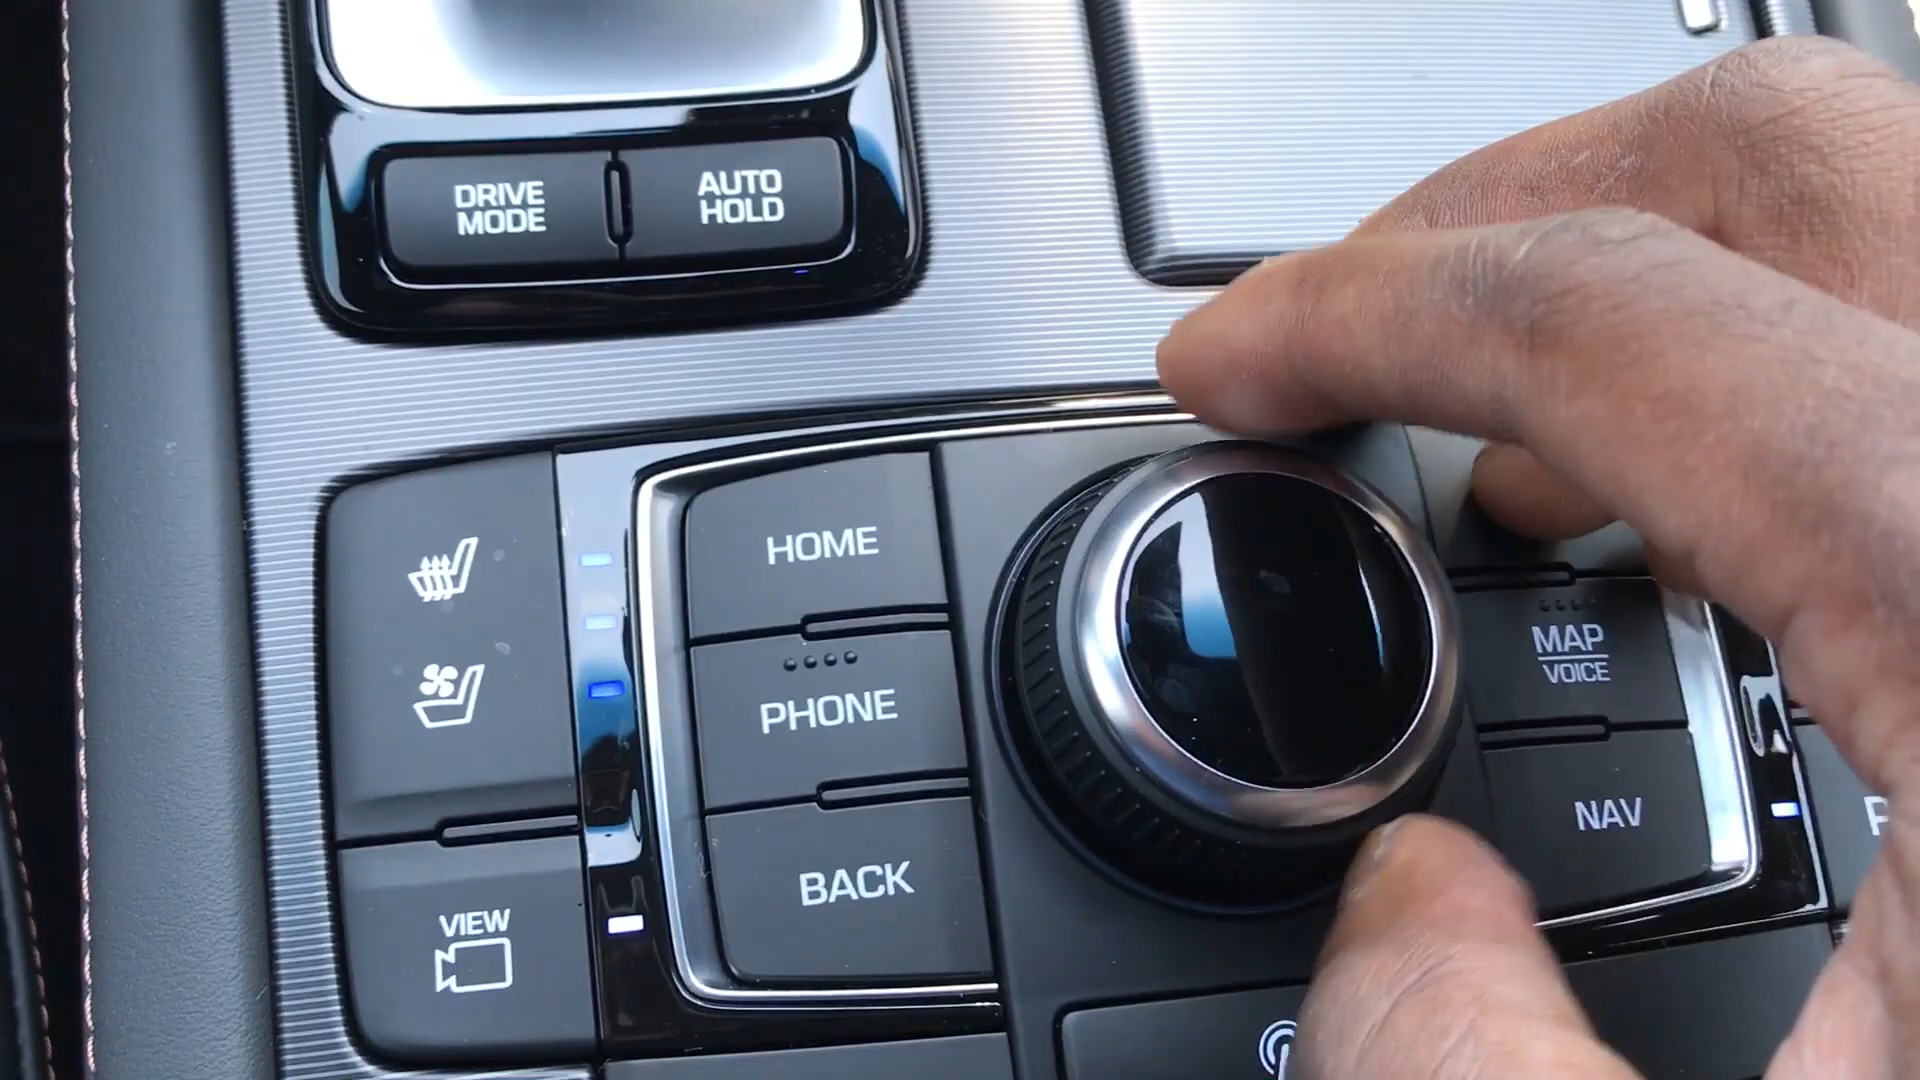 DRIVE
MODE
AUTO
HOLD
HOME
PHONE
BACK
VIEW
MAP
VOICE
NAV
P